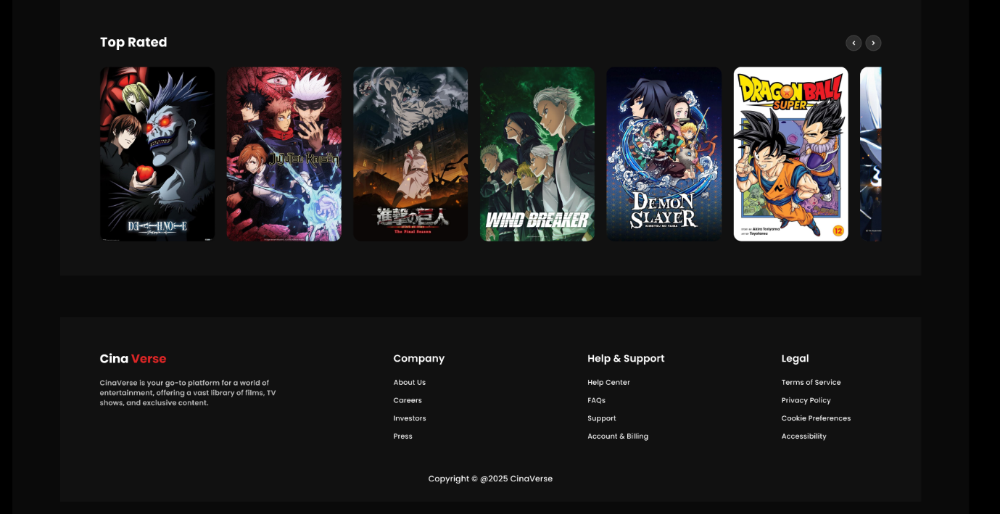 Top Rated
JUJUTSU KAISEN
進撃の巨人
The Final Season
WIND BREAKER
DEMON
SLAYER
KIMETSU NO YAIBA
DRAGON BALL
SUPER
STORY BY Akira Toriyama
ART BY Toyotarou
12
DEATH NOTE
Cina Verse
CinaVerse is your go-to platform for a world of
entertainment, offering a vast library of films, TV
shows, and exclusive content.
Company
About Us
Careers
Investors
Press
Help & Support
Help Center
FAQs
Support
Account & Billing
Legal
Terms of Service
Privacy Policy
Cookie Preferences
Accessibility
Copyright © @2025 CinaVerse